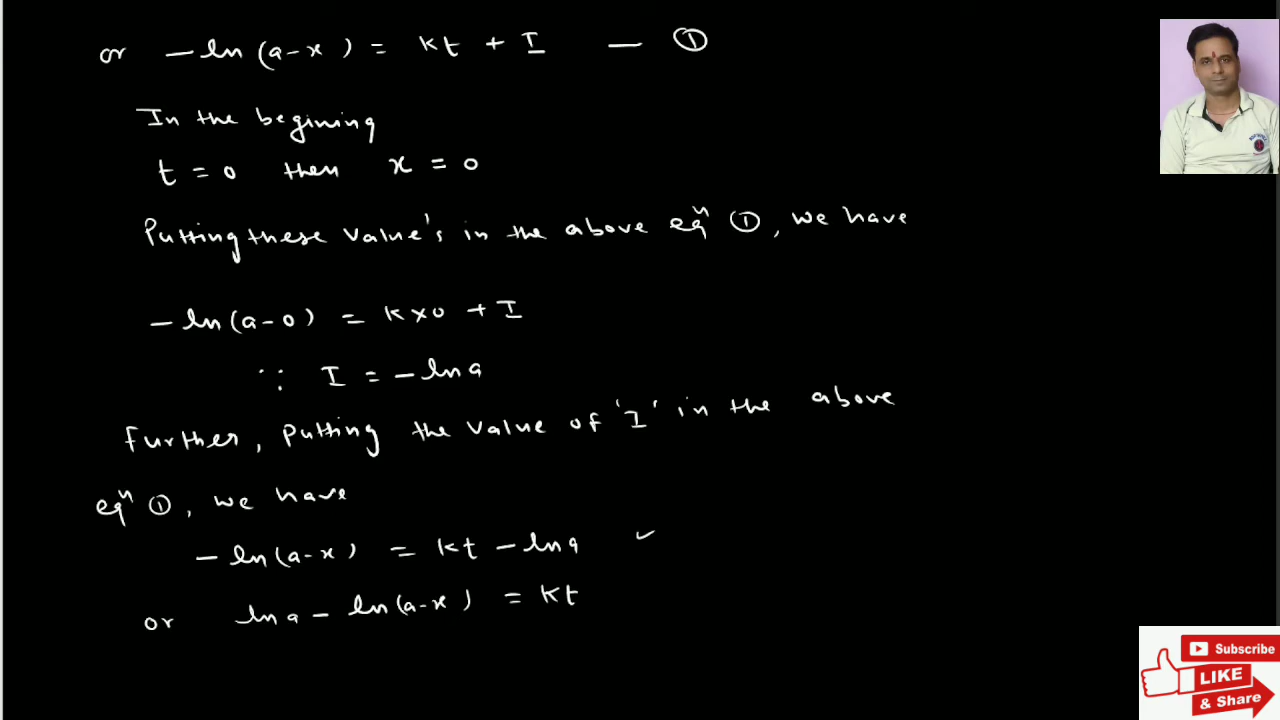 or - ln (a-x) = kt + I — ①
In the begining
t = 0 then x = 0
Putting these value's in the above eqⁿ ①, we have
- ln (a-0) = k×0 + I
∵ I = - ln a
Further, Putting the value of 'I' in the above
eqⁿ ①, we have
- ln (a-x) = kt - ln a ✓
or ln a - ln (a-x) = kt
Subscribe
LIKE
& Share